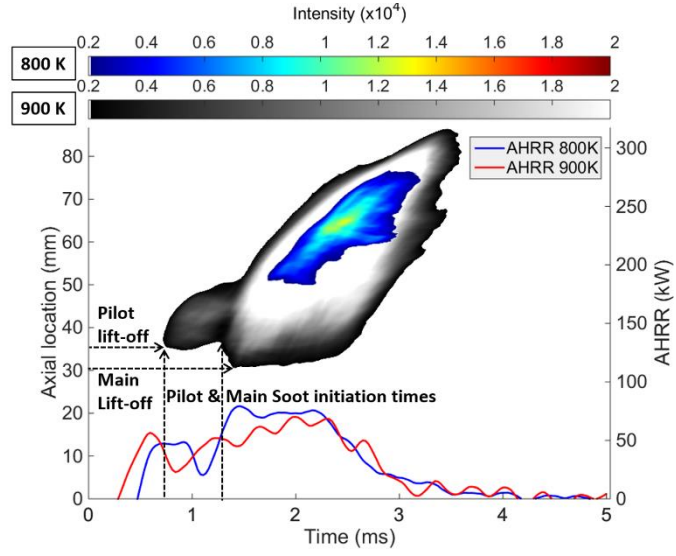 Intensity (x10⁴)
0.2 0.4 0.6 0.8 1 1.2 1.4 1.6 1.8 2
800 K
0.2 0.4 0.6 0.8 1 1.2 1.4 1.6 1.8 2
900 K
AHRR 800K
AHRR 900K
80
70
60
50
40
30
20
10
0
Axial location (mm)
300
250
200
150
100
50
0
AHRR (kW)
Pilot
lift-off
Main
Lift-off
Pilot & Main Soot initiation times
0 1 2 3 4 5
Time (ms)